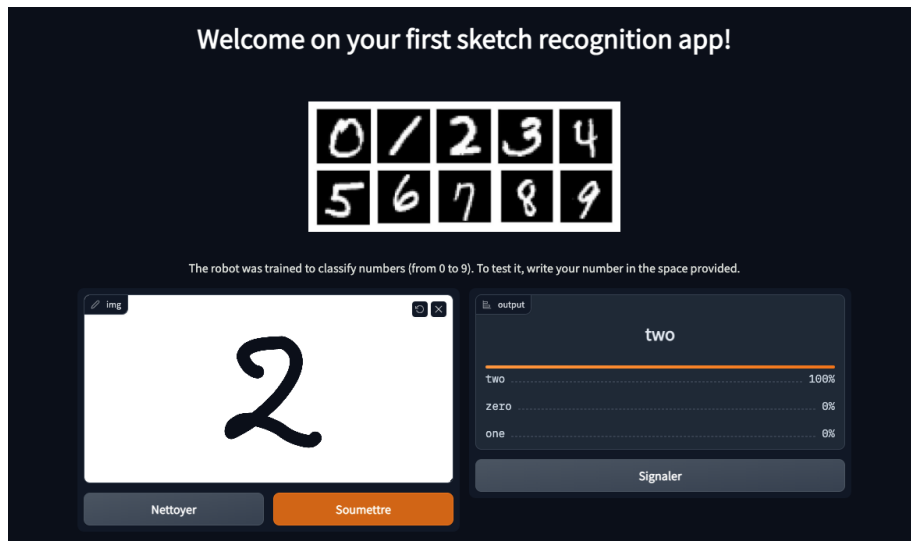 Welcome on your first sketch recognition app!
0 1 2 3 4
5 6 7 8 9
The robot was trained to classify numbers (from 0 to 9). To test it, write your number in the space provided.
img
2
Nettoyer Soumettre
output
two
two 100%
zero 0%
one 0%
Signaler